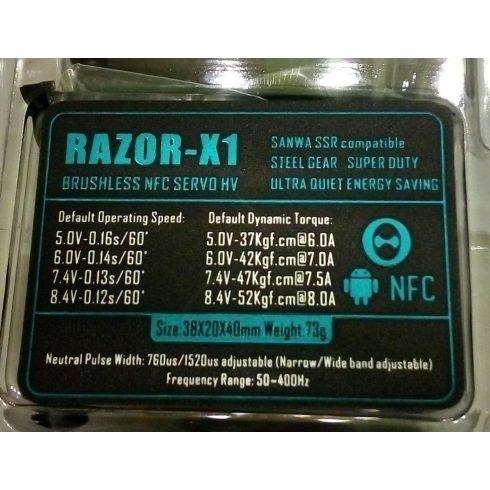 RAZOR-X1
BRUSHLESS NFC SERVO HV
SANWA SSR compatible
STEEL GEAR SUPER DUTY
ULTRA QUIET ENERGY SAVING
Default Operating Speed:
5.0V-0.16s/60°
6.0V-0.14s/60°
7.4V-0.13s/60°
8.4V-0.12s/60°
Default Dynamic Torque:
5.0V-37Kgf.cm@6.0A
6.0V-42Kgf.cm@7.0A
7.4V-47Kgf.cm@7.5A
8.4V-52Kgf.cm@8.0A
NFC
Size:38X20X40mm Weight:73g
Neutral Pulse Width: 760us/1520us adjustable (Narrow/Wide band adjustable)
Frequency Range: 50-400Hz